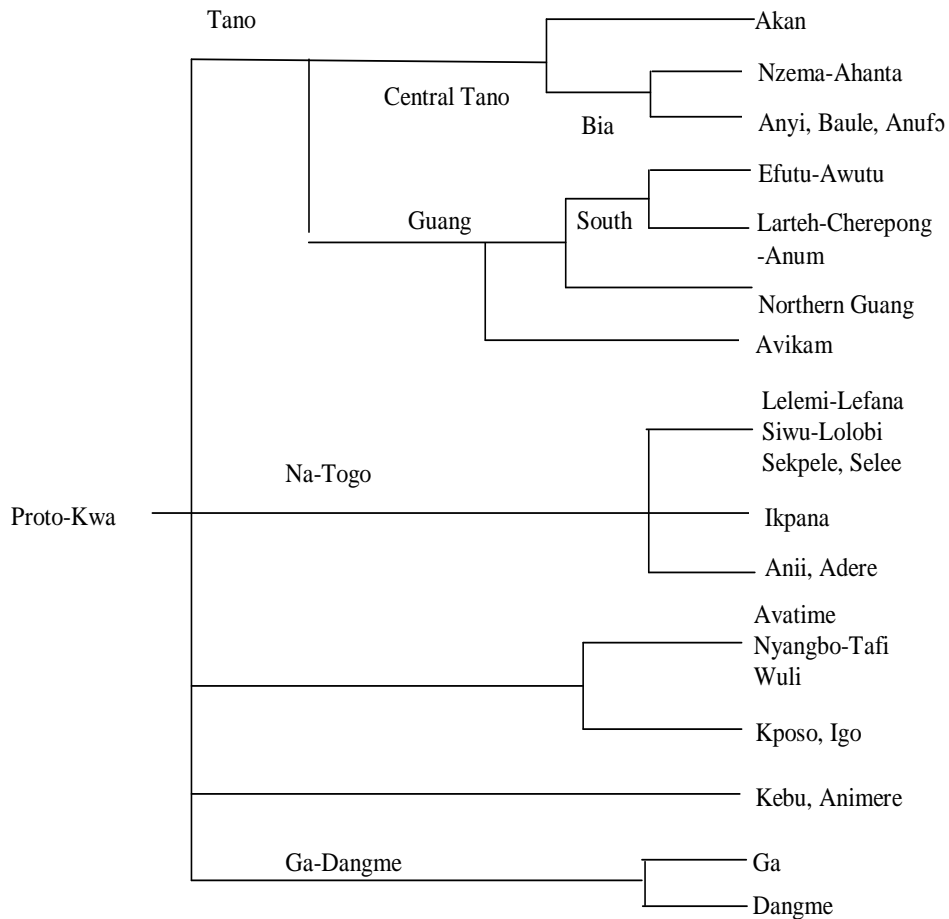 Tano
Akan
Nzema-Ahanta
Central Tano
Bia
Anyi, Baule, Anufɔ
Efutu-Awutu
Guang
South
Larteh-Cherepong
-Anum
Northern Guang
Avikam
Lelemi-Lefana
Siwu-Lolobi
Sekpele, Selee
Na-Togo
Proto-Kwa
Ikpana
Anii, Adere
Avatime
Nyangbo-Tafi
Wuli
Kposo, Igo
Kebu, Animere
Ga-Dangme
Ga
Dangme